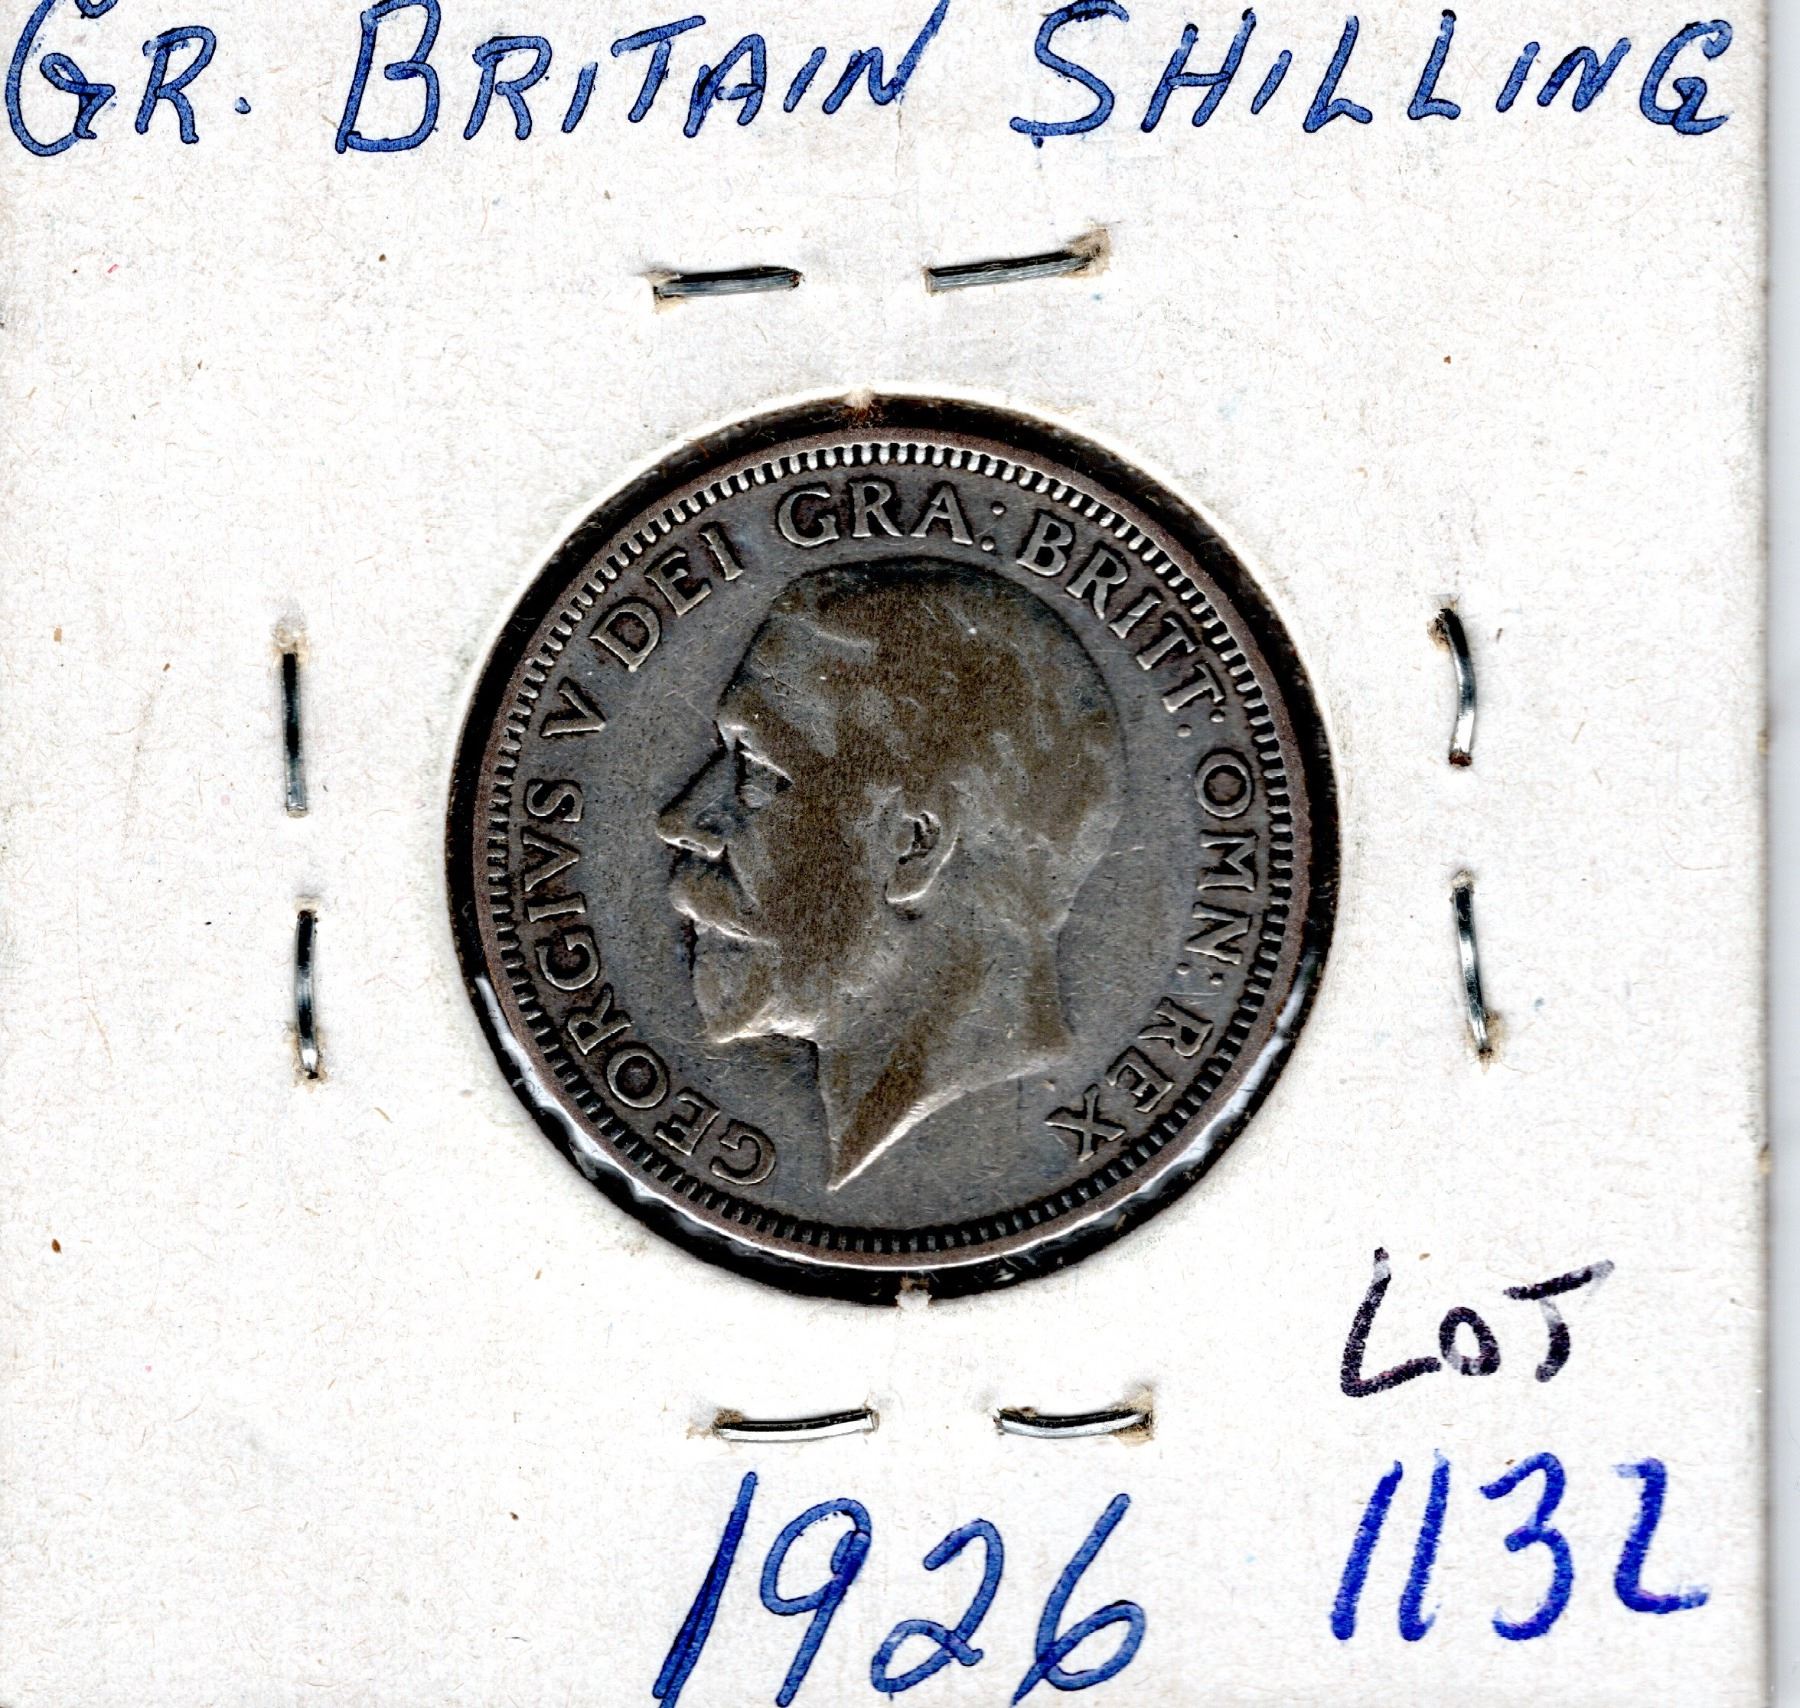 GR. BRITAIN SHILLING
GEORGIVS V DEI GRA: BRITT: OMN: REX
LOT
1132
1926